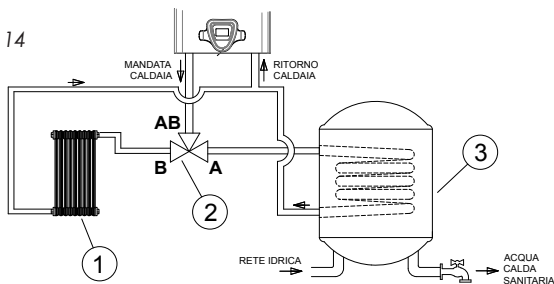 14
MANDATA
CALDAIA
RITORNO
CALDAIA
AB
B
A
2
3
1
RETE IDRICA
ACQUA
CALDA
SANITARIA